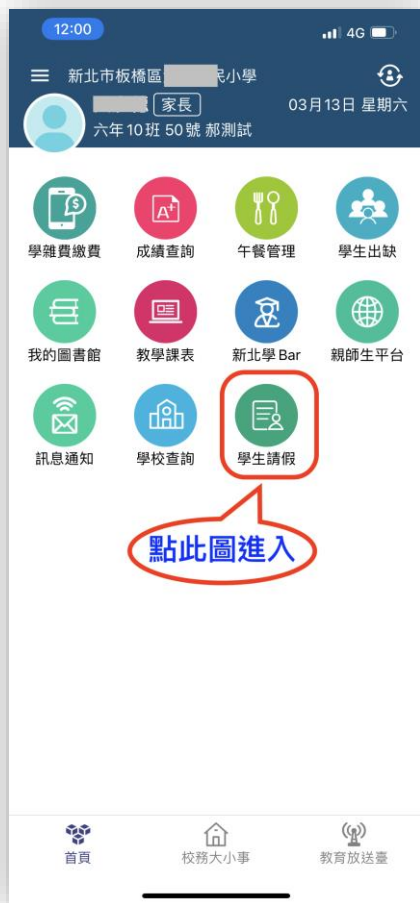 12:00
4G
新北市板橋區 民小學
家長
03月13日 星期六
六年10班 50號 郝測試
學雜費繳費 成績查詢 午餐管理 學生出缺
我的圖書館 教學課表 新北學 Bar 親師生平台
訊息通知 學校查詢 學生請假
點此圖進入
首頁 校務大小事 教育放送臺